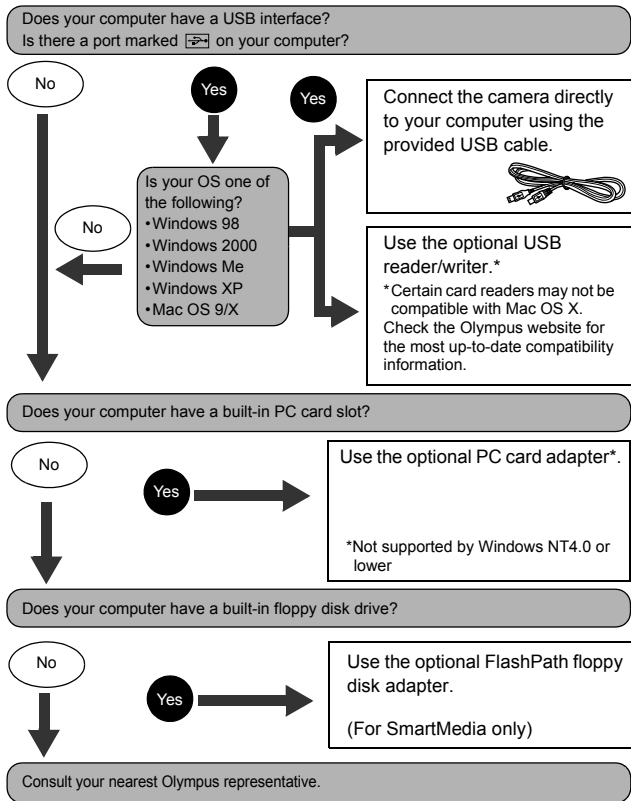 Does your computer have a USB interface?
Is there a port marked on your computer?
No
Yes
Yes
Connect the camera directly
to your computer using the
provided USB cable.
Is your OS one of
the following?
•Windows 98
•Windows 2000
•Windows Me
•Windows XP
•Mac OS 9/X
No
Use the optional USB
reader/writer.*
*Certain card readers may not be
compatible with Mac OS X.
Check the Olympus website for
the most up-to-date compatibility
information.
Does your computer have a built-in PC card slot?
No
Yes
Use the optional PC card adapter*.
*Not supported by Windows NT4.0 or
lower
Does your computer have a built-in floppy disk drive?
No
Yes
Use the optional FlashPath floppy
disk adapter.
(For SmartMedia only)
Consult your nearest Olympus representative.